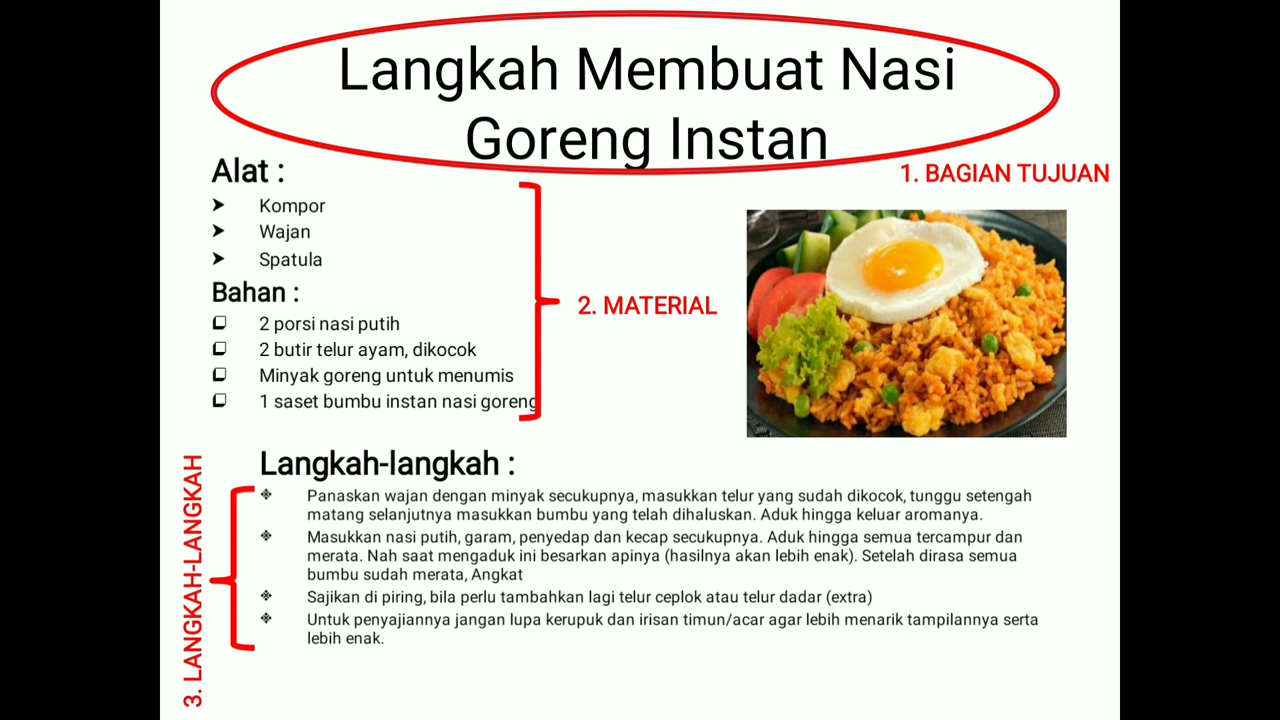 Langkah Membuat Nasi
Goreng Instan
1. BAGIAN TUJUAN
Alat :
Kompor
Wajan
Spatula
Bahan :
2 porsi nasi putih
2 butir telur ayam, dikocok
Minyak goreng untuk menumis
1 saset bumbu instan nasi goreng
2. MATERIAL
Langkah-langkah :
Panaskan wajan dengan minyak secukupnya, masukkan telur yang sudah dikocok, tunggu setengah
matang selanjutnya masukkan bumbu yang telah dihaluskan. Aduk hingga keluar aromanya.
Masukkan nasi putih, garam, penyedap dan kecap secukupnya. Aduk hingga semua tercampur dan
merata. Nah saat mengaduk ini besarkan apinya (hasilnya akan lebih enak). Setelah dirasa semua
bumbu sudah merata, Angkat
Sajikan di piring, bila perlu tambahkan lagi telur ceplok atau telur dadar (extra)
Untuk penyajiannya jangan lupa kerupuk dan irisan timun/acar agar lebih menarik tampilannya serta
lebih enak.
3. LANGKAH-LANGKAH